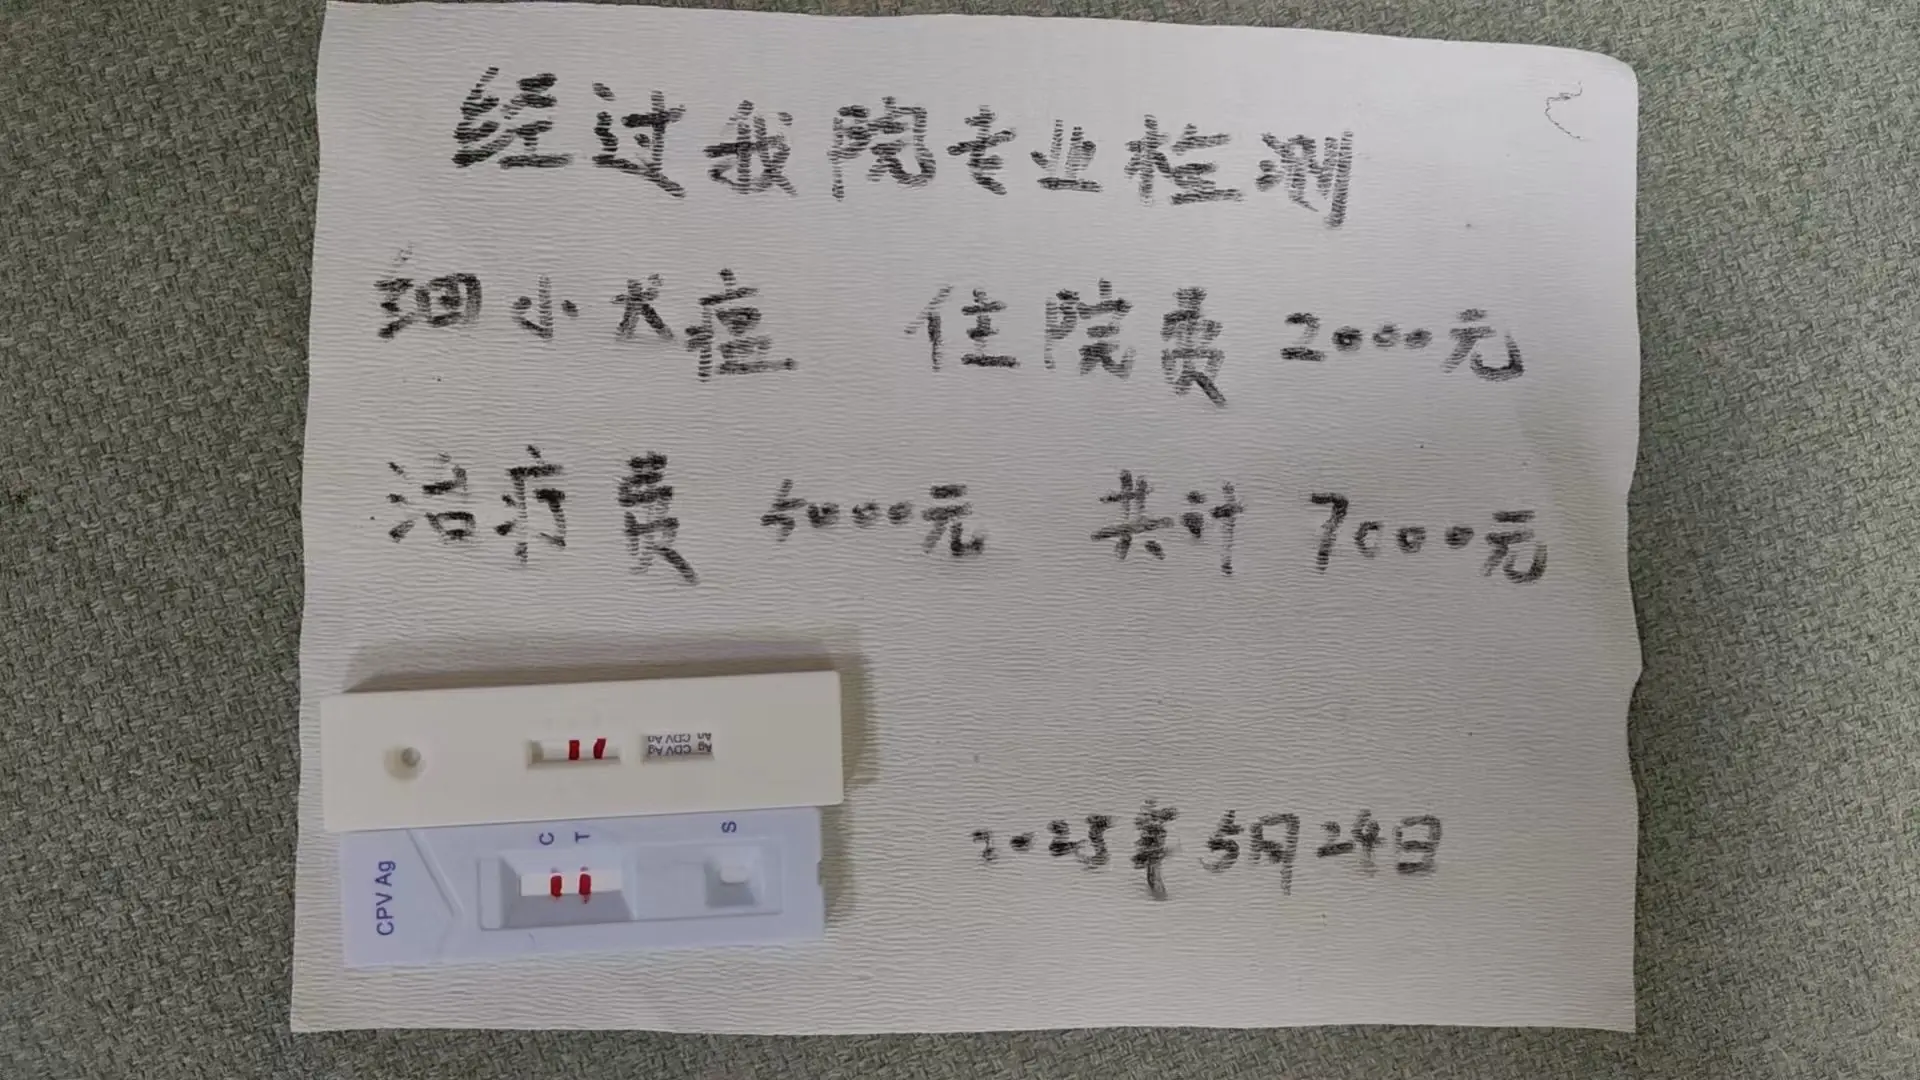 经过我院专业检测
细小犬瘟 住院费 2000元
治疗费 5000元 共计 7000元
CDV Ag
C T S
CPV Ag
2025年5月24日